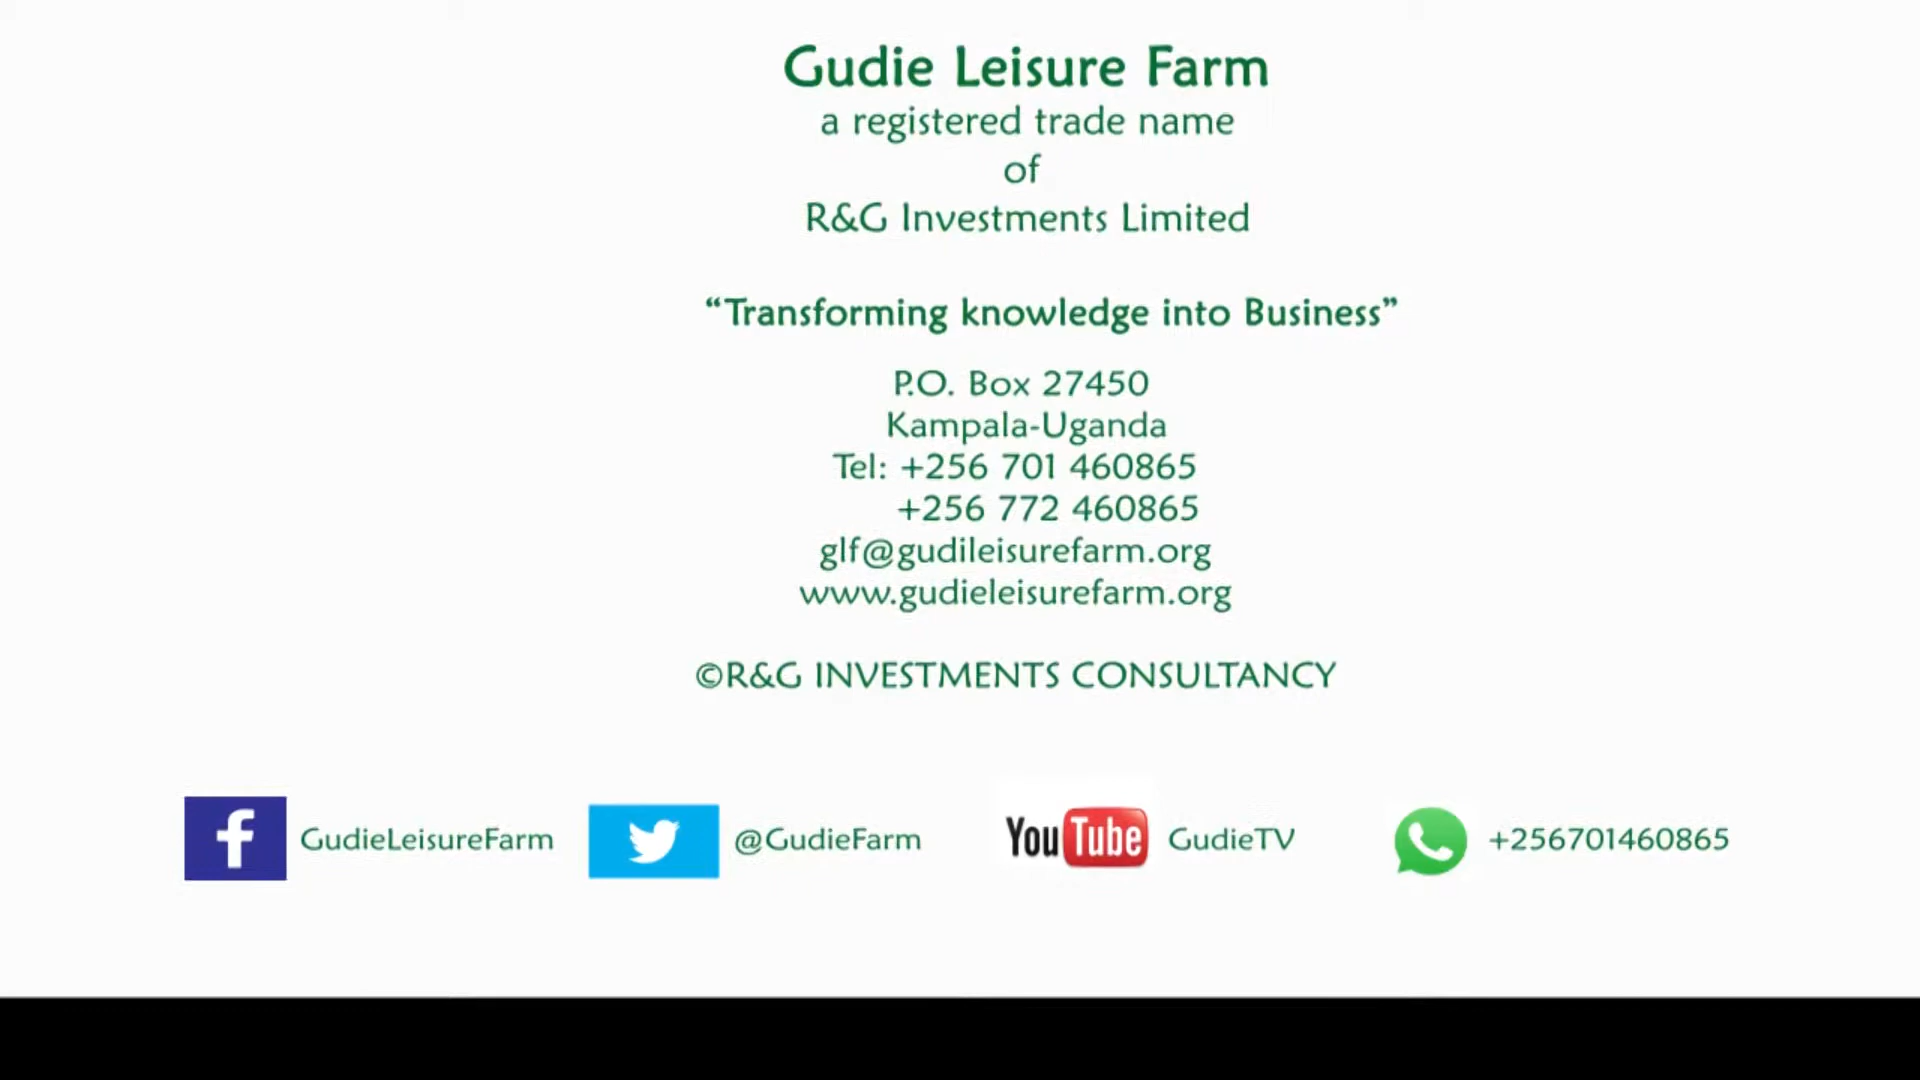 Gudie Leisure Farm
a registered trade name
of
R&G Investments Limited
“Transforming knowledge into Business”
P.O. Box 27450
Kampala-Uganda
Tel: +256 701 460865
+256 772 460865
glf@gudileisurefarm.org
www.gudieleisurefarm.org
©R&G INVESTMENTS CONSULTANCY
f GudieLeisureFarm @GudieFarm YouTube GudieTV +256701460865